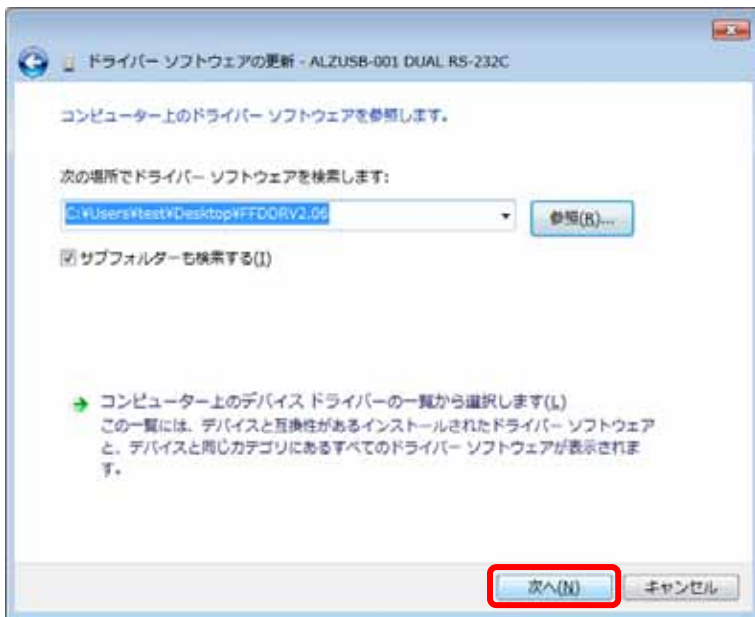 ドライバー ソフトウェアの更新 - ALZUSB-001 DUAL RS-232C
コンピューター上のドライバー ソフトウェアを参照します。
次の場所でドライバー ソフトウェアを検索します:
C:¥Users¥test¥Desktop¥FFDDRV2.06
参照(R)...
サブフォルダーも検索する(I)
コンピューター上のデバイス ドライバーの一覧から選択します(L)
この一覧には、デバイスと互換性があるインストールされたドライバー ソフトウェア
と、デバイスと同じカテゴリにあるすべてのドライバー ソフトウェアが表示されま
す。
次へ(N)
キャンセル